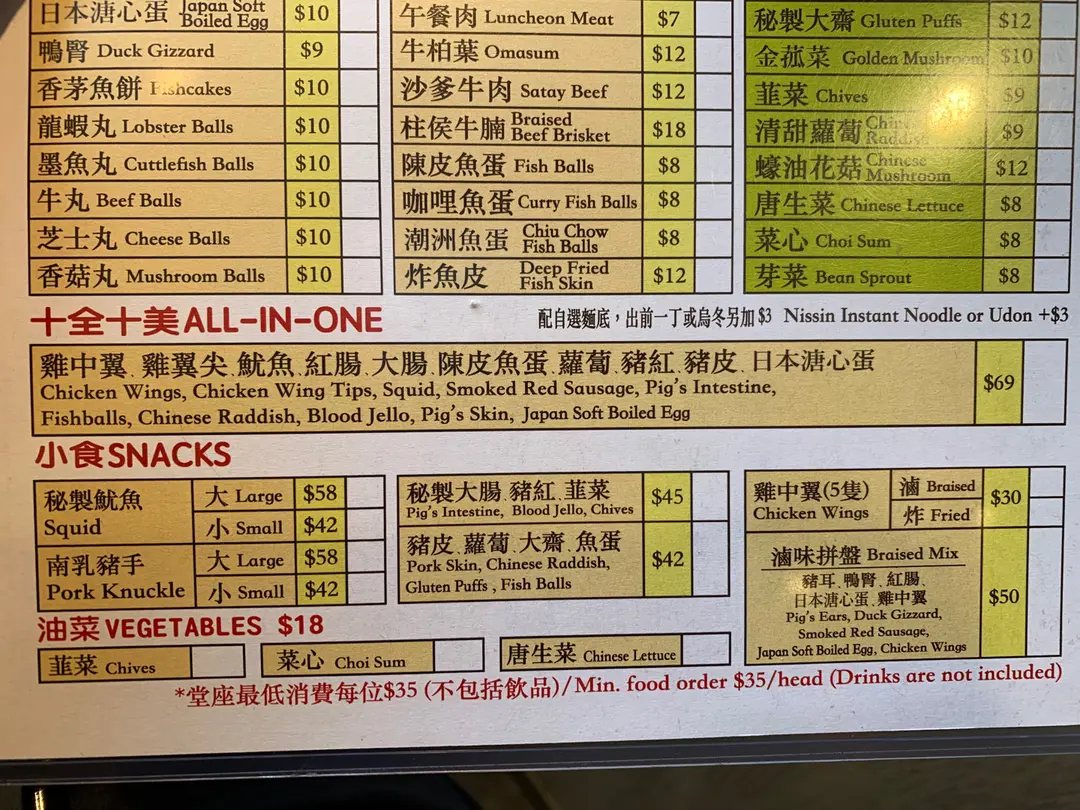 日本溏心蛋 Japan Soft Boiled Egg $10
鴨腎 Duck Gizzard $9
香茅魚餅 Fishcakes $10
龍蝦丸 Lobster Balls $10
墨魚丸 Cuttlefish Balls $10
牛丸 Beef Balls $10
芝士丸 Cheese Balls $10
香菇丸 Mushroom Balls $10
午餐肉 Luncheon Meat $7
牛柏葉 Omasum $12
沙爹牛肉 Satay Beef $12
柱侯牛腩 Braised Beef Brisket $18
陳皮魚蛋 Fish Balls $8
咖哩魚蛋 Curry Fish Balls $8
潮洲魚蛋 Chiu Chow Fish Balls $8
炸魚皮 Deep Fried Fish Skin $12
秘製大齋 Gluten Puffs $12
金菰菜 Golden Mushroom $10
韮菜 Chives $9
清甜蘿蔔 Chinese Raddish $9
蠔油花菇 Chinese Mushroom $12
唐生菜 Chinese Lettuce $8
菜心 Choi Sum $8
芽菜 Bean Sprout $8
十全十美 ALL-IN-ONE
配自選麵底，出前一丁或烏冬另加 $3 Nissin Instant Noodle or Udon +$3
雞中翼、雞翼尖、魷魚、紅腸、大腸、陳皮魚蛋、蘿蔔、豬紅、豬皮、日本溏心蛋
Chicken Wings, Chicken Wing Tips, Squid, Smoked Red Sausage, Pig's Intestine,
Fishballs, Chinese Raddish, Blood Jello, Pig's Skin, Japan Soft Boiled Egg
$69
小食SNACKS
秘製魷魚
Squid
大 Large $58
小 Small $42
南乳豬手
Pork Knuckle
大 Large $58
小 Small $42
秘製大腸、豬紅、韮菜
Pig's Intestine, Blood Jello, Chives
$45
豬皮、蘿蔔、大齋、魚蛋
Pork Skin, Chinese Raddish,
Gluten Puffs , Fish Balls
$42
雞中翼(5隻)
Chicken Wings
滷 Braised
炸 Fried
$30
滷味拼盤 Braised Mix
豬耳、鴨腎、紅腸、
日本溏心蛋、雞中翼
Pig's Ears, Duck Gizzard,
Smoked Red Sausage,
Japan Soft Boiled Egg, Chicken Wings
$50
油菜 VEGETABLES $18
韮菜 Chives
菜心 Choi Sum
唐生菜 Chinese Lettuce
*堂座最低消費每位$35 (不包括飲品)/Min. food order $35/head (Drinks are not included)